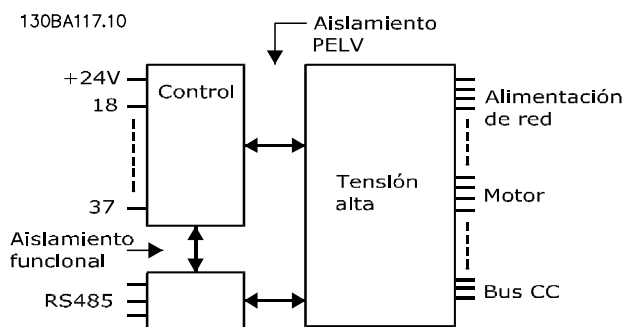 130BA117.10
Aislamiento
PELV
+24V
18
Control
Alimentación
de red
Tensión
alta
37
Motor
Aislamiento
funcional
RS485
Bus CC